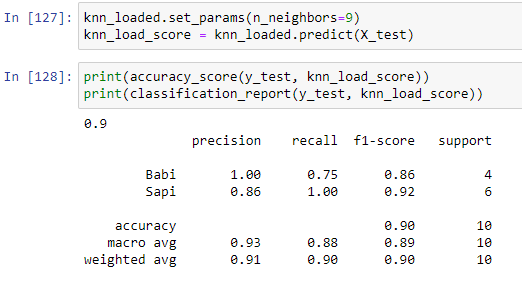 In [127]: knn_loaded.set_params(n_neighbors=9)
knn_load_score = knn_loaded.predict(X_test)
In [128]: print(accuracy_score(y_test, knn_load_score))
print(classification_report(y_test, knn_load_score))
0.9
precision recall f1-score support
Babi 1.00 0.75 0.86 4
Sapi 0.86 1.00 0.92 6
accuracy 0.90 10
macro avg 0.93 0.88 0.89 10
weighted avg 0.91 0.90 0.90 10